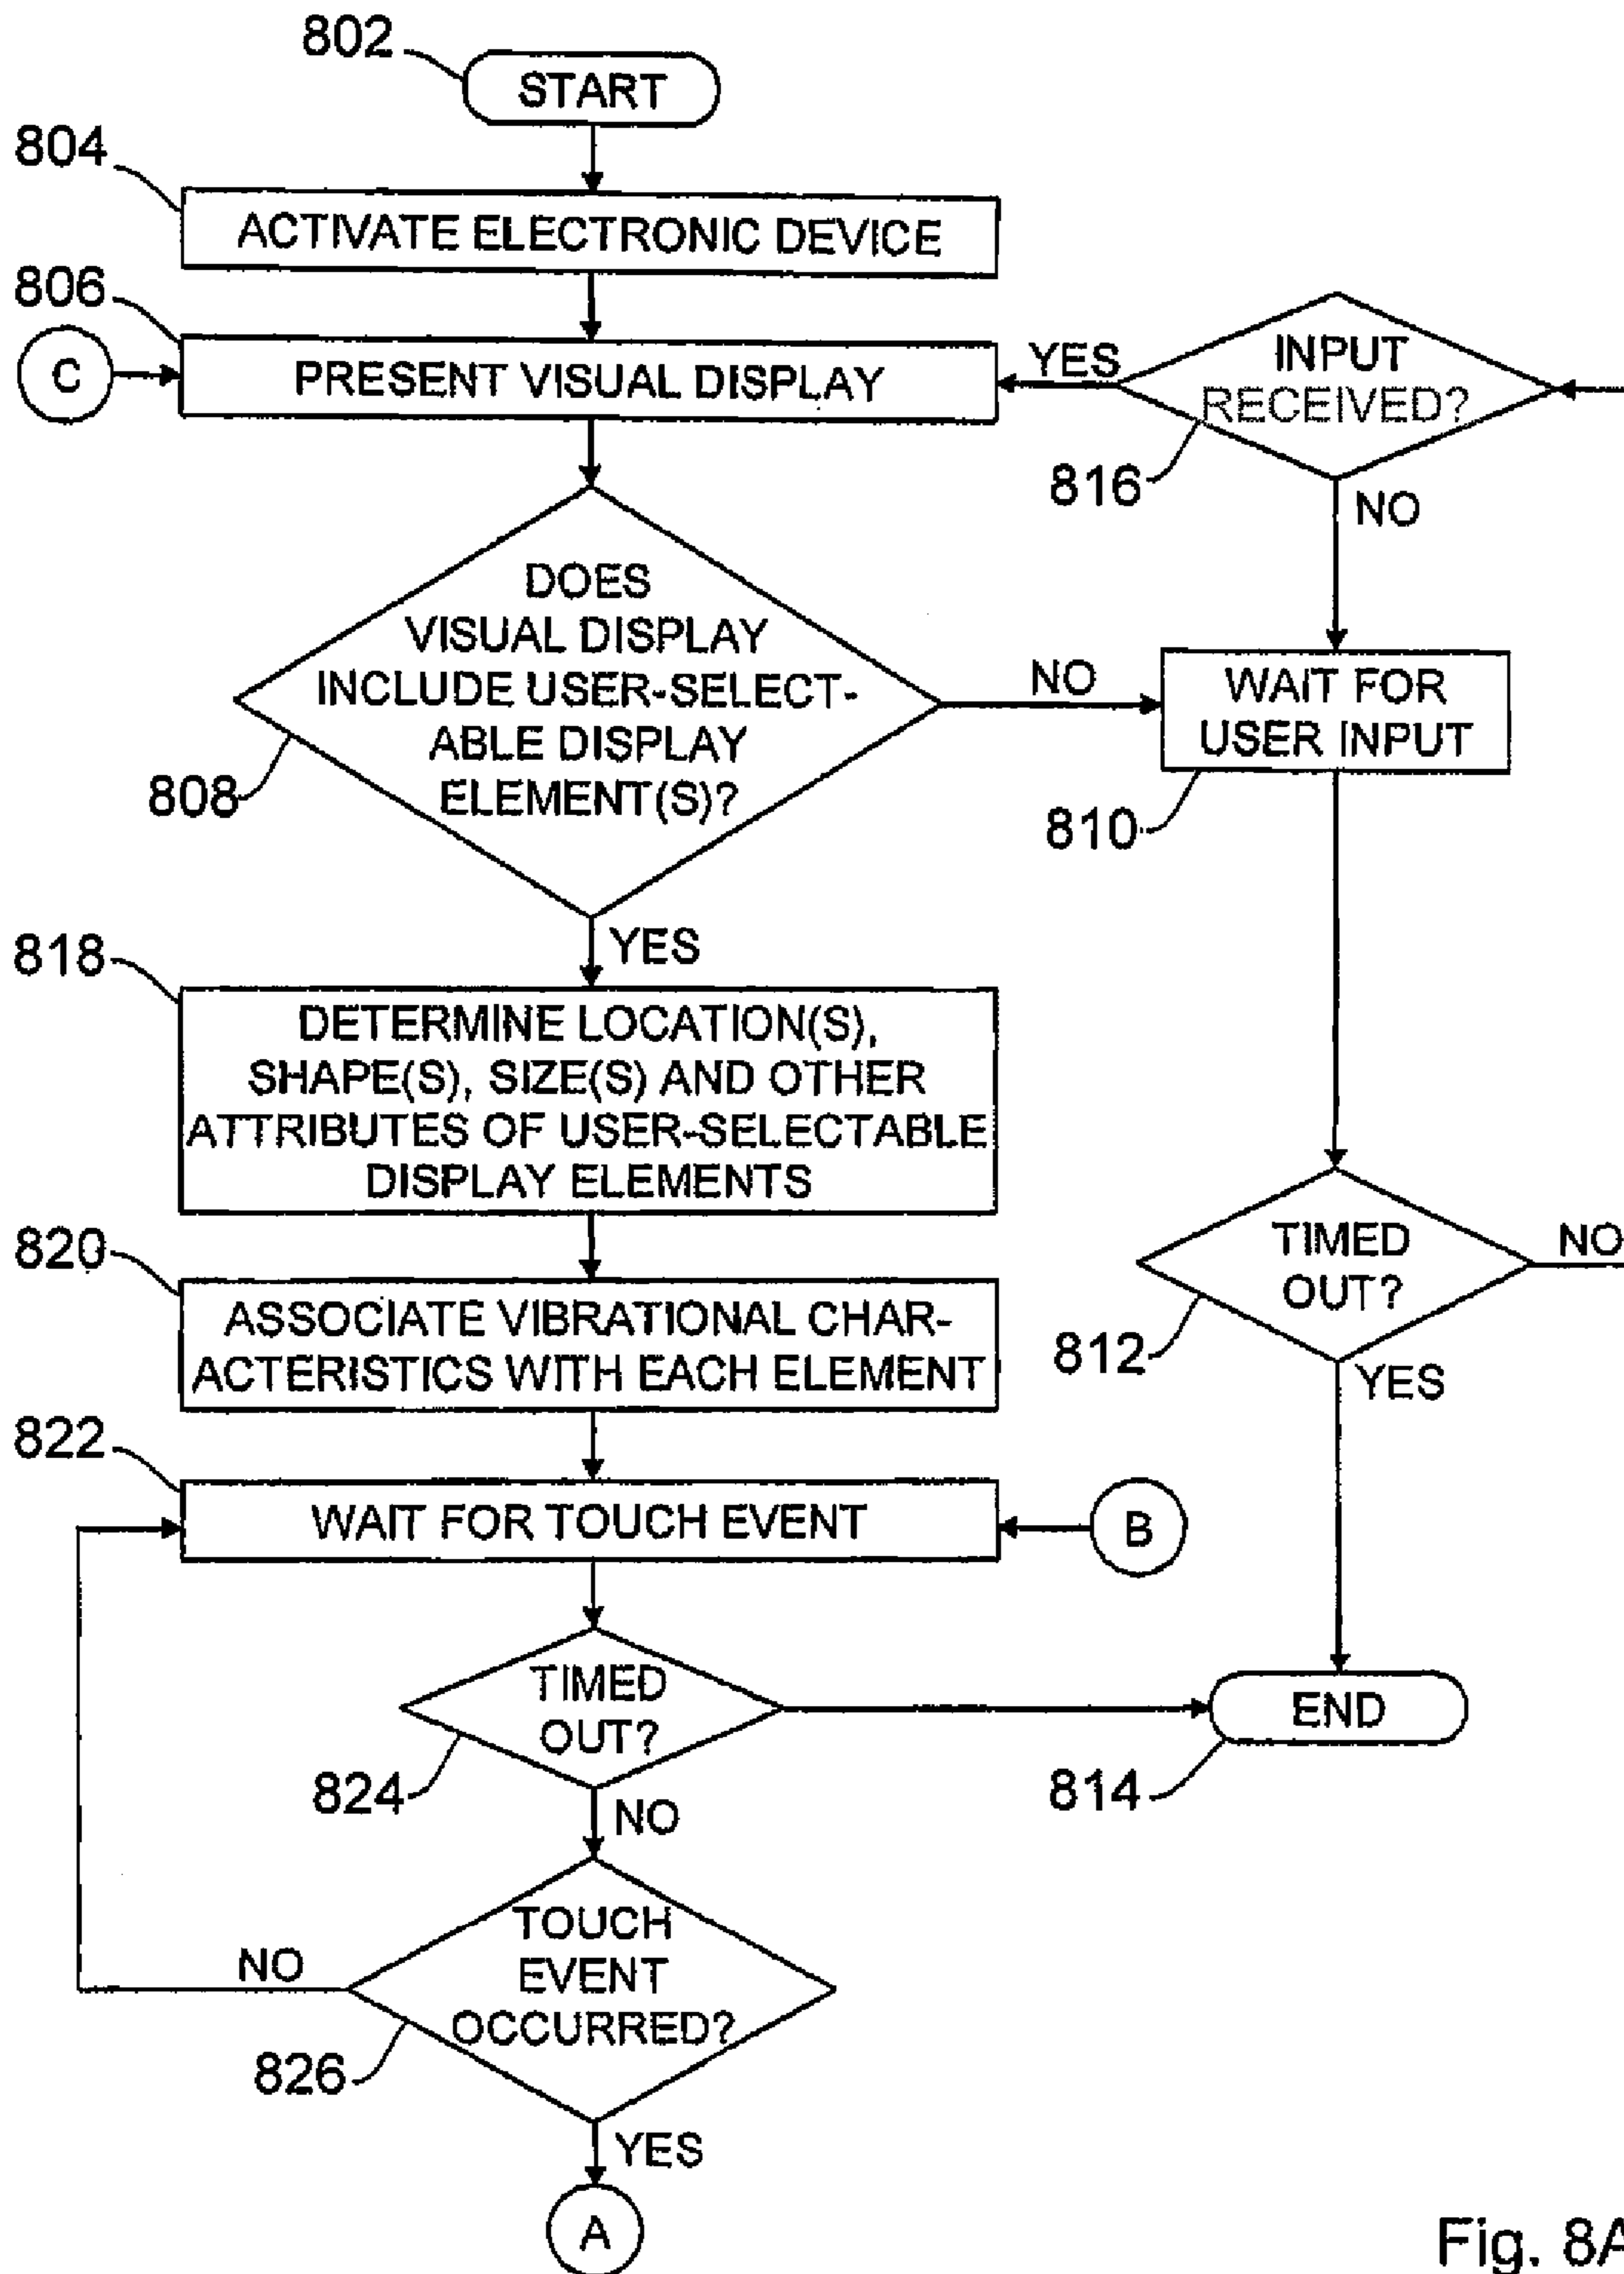 802
START
804
ACTIVATE ELECTRONIC DEVICE
806
C
PRESENT VISUAL DISPLAY
YES
INPUT
RECEIVED?
816
NO
DOES
VISUAL DISPLAY
INCLUDE USER-SELECT-
ABLE DISPLAY
ELEMENT(S)?
808
NO
WAIT FOR
USER INPUT
810
YES
818
DETERMINE LOCATION(S),
SHAPE(S), SIZE(S) AND OTHER
ATTRIBUTES OF USER-SELECTABLE
DISPLAY ELEMENTS
820
ASSOCIATE VIBRATIONAL CHAR-
ACTERISTICS WITH EACH ELEMENT
TIMED
OUT?
NO
812
YES
822
WAIT FOR TOUCH EVENT
B
TIMED
OUT?
824
NO
END
814
TOUCH
EVENT
OCCURRED?
NO
826
YES
A
Fig. 8A